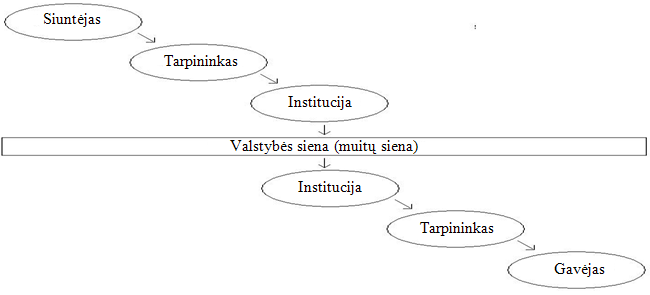 Siuntėjas
Tarpininkas
Institucija
Valstybės siena (muitų siena)
Institucija
Tarpininkas
Gavėjas